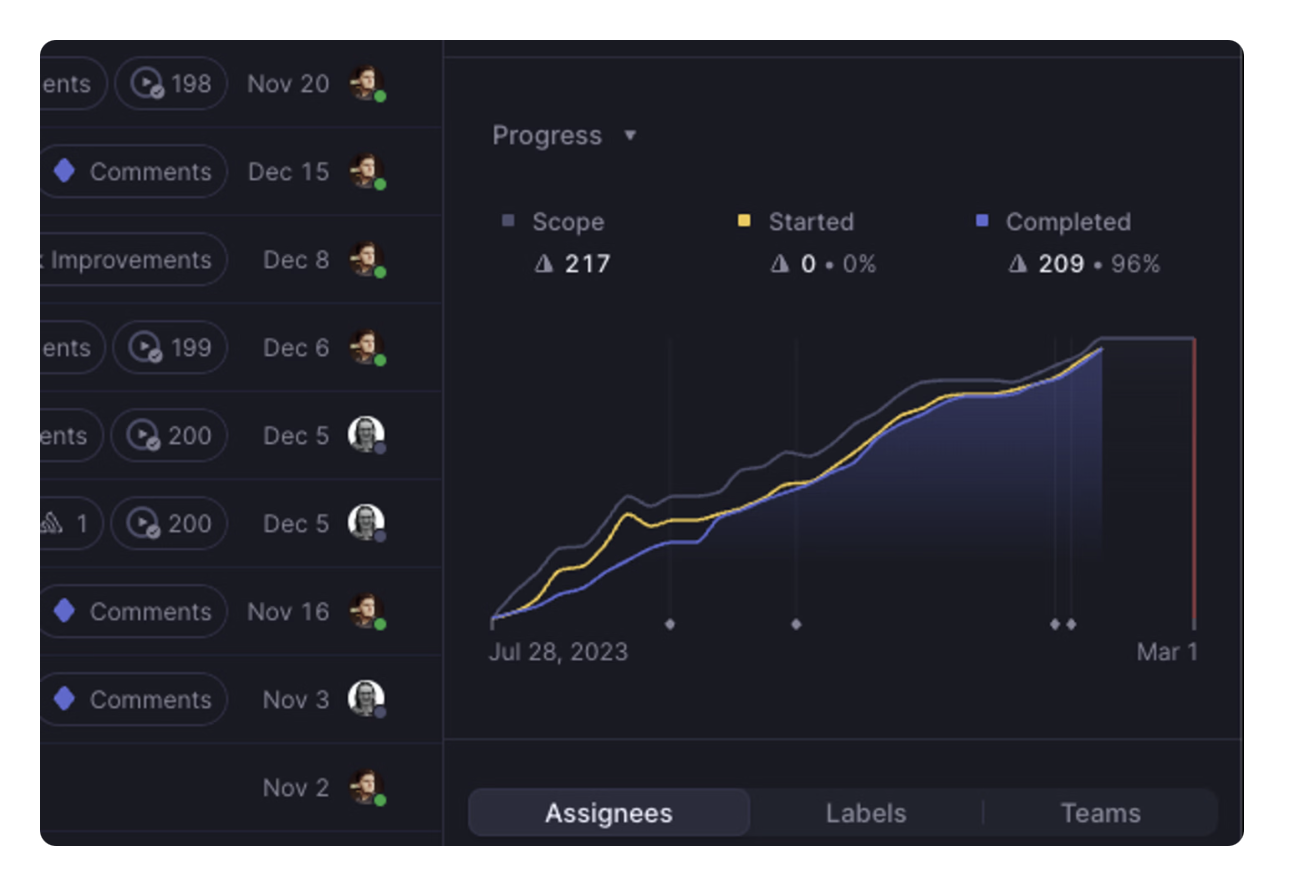 ents 198 Nov 20
Comments Dec 15
Improvements Dec 8
ents 199 Dec 6
ents 200 Dec 5
1 200 Dec 5
Comments Nov 16
Comments Nov 3
Nov 2
Progress
Scope Started Completed
217 0 • 0% 209 • 96%
Jul 28, 2023 Mar 1
Assignees Labels Teams